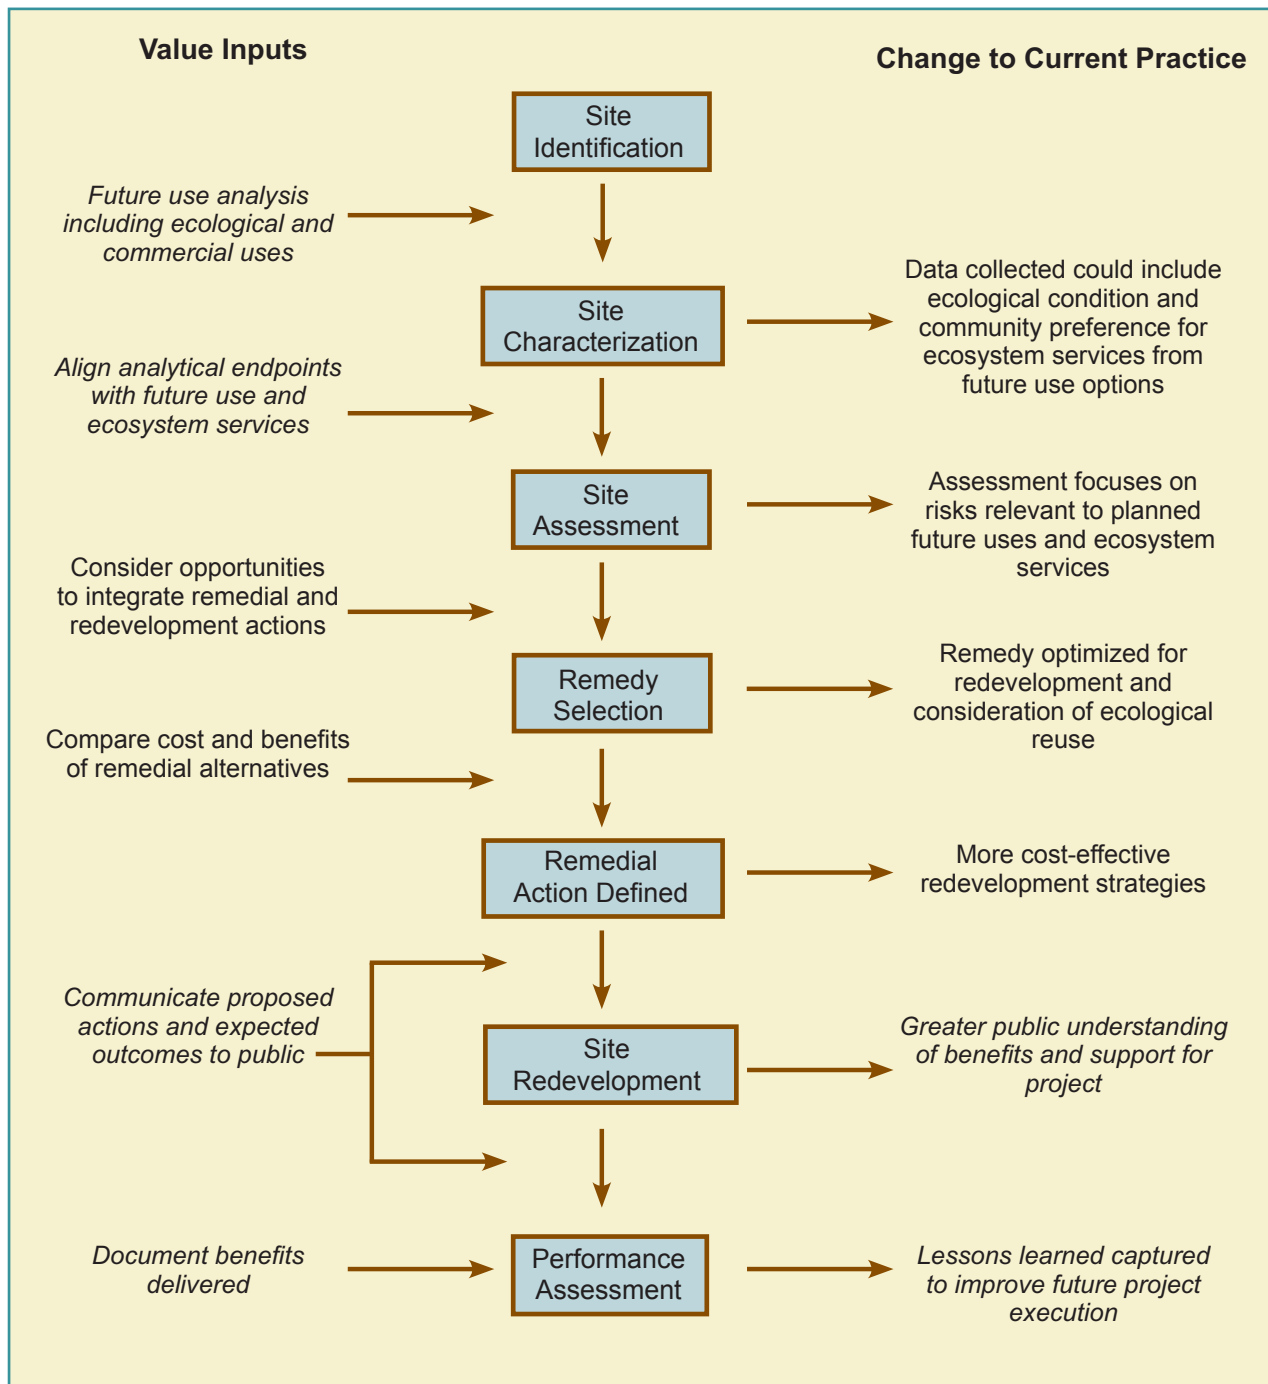 Value Inputs
Change to Current Practice
Site
Identification
Future use analysis
including ecological and
commercial uses
Site
Characterization
Data collected could include
ecological condition and
community preference for
ecosystem services from
future use options
Align analytical endpoints
with future use and
ecosystem services
Site
Assessment
Assessment focuses on
risks relevant to planned
future uses and ecosystem
services
Consider opportunities
to integrate remedial and
redevelopment actions
Remedy
Selection
Remedy optimized for
redevelopment and
consideration of ecological
reuse
Compare cost and benefits
of remedial alternatives
Remedial
Action Defined
More cost-effective
redevelopment strategies
Communicate proposed
actions and expected
outcomes to public
Site
Redevelopment
Greater public understanding
of benefits and support for
project
Document benefits
delivered
Performance
Assessment
Lessons learned captured
to improve future project
execution